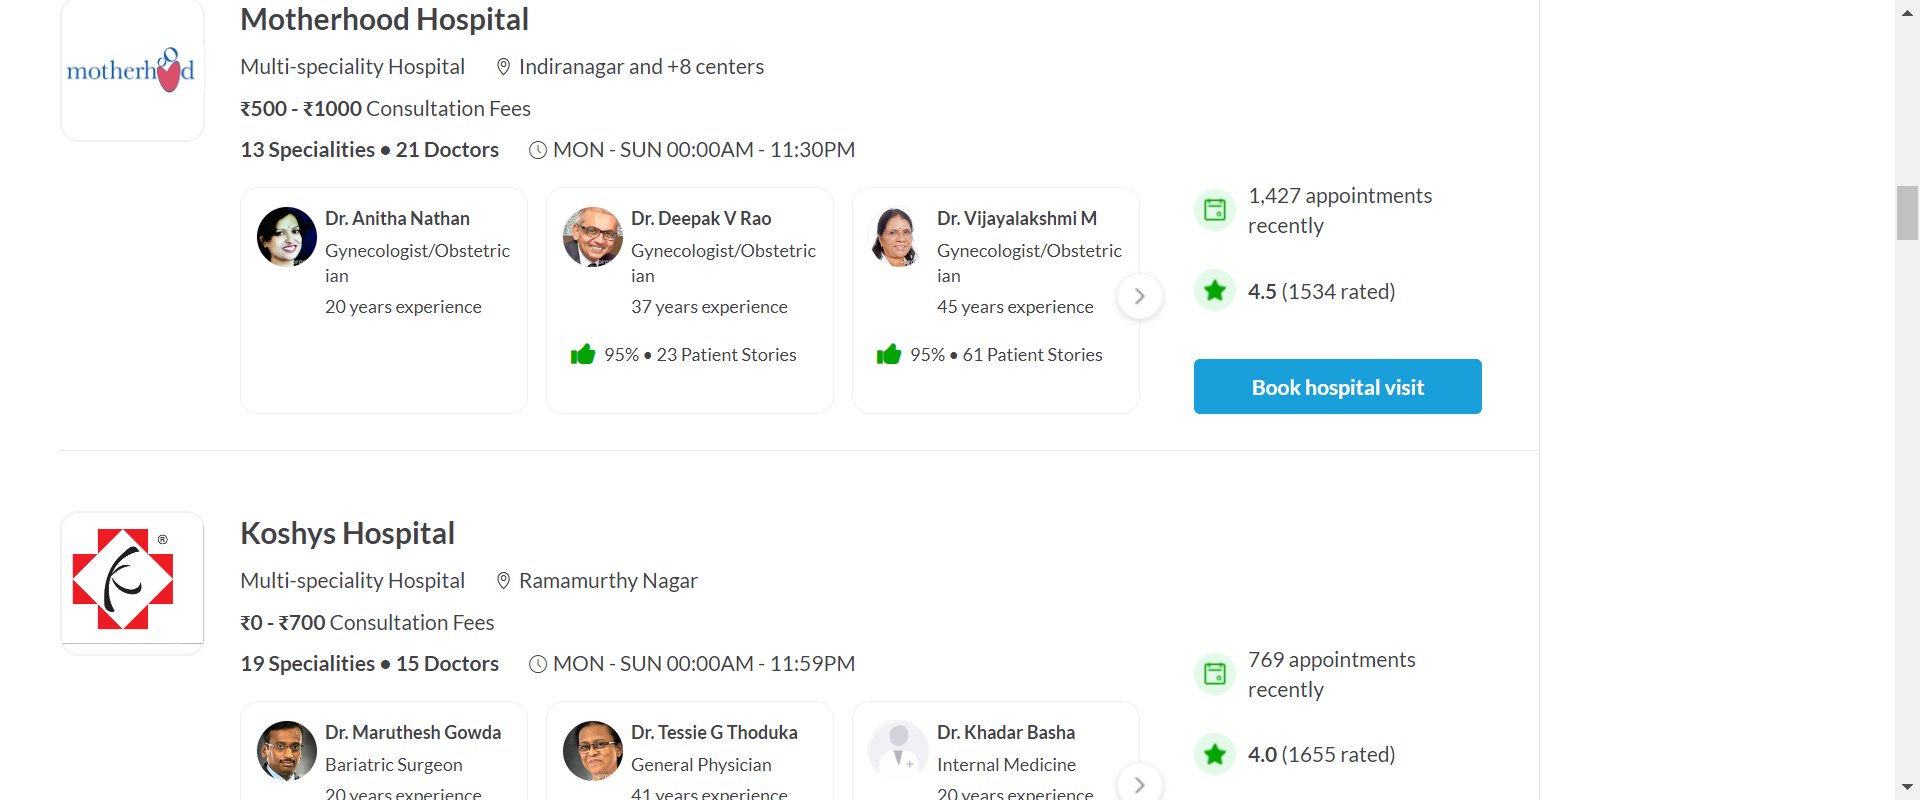 Motherhood Hospital
motherhood
Multi-speciality Hospital Indiranagar and +8 centers
₹500 - ₹1000 Consultation Fees
13 Specialities • 21 Doctors MON - SUN 00:00AM - 11:30PM
Dr. Anitha Nathan
Gynecologist/Obstetric
ian
20 years experience
Dr. Deepak V Rao
Gynecologist/Obstetric
ian
37 years experience
95% • 23 Patient Stories
Dr. Vijayalakshmi M
Gynecologist/Obstetric
ian
45 years experience
95% • 61 Patient Stories
1,427 appointments
recently
4.5 (1534 rated)
Book hospital visit
Koshys Hospital
®
Multi-speciality Hospital Ramamurthy Nagar
₹0 - ₹700 Consultation Fees
19 Specialities • 15 Doctors MON - SUN 00:00AM - 11:59PM
Dr. Maruthesh Gowda
Bariatric Surgeon
20 years experience
Dr. Tessie G Thoduka
General Physician
41 years experience
Dr. Khadar Basha
Internal Medicine
20 years experience
769 appointments
recently
4.0 (1655 rated)